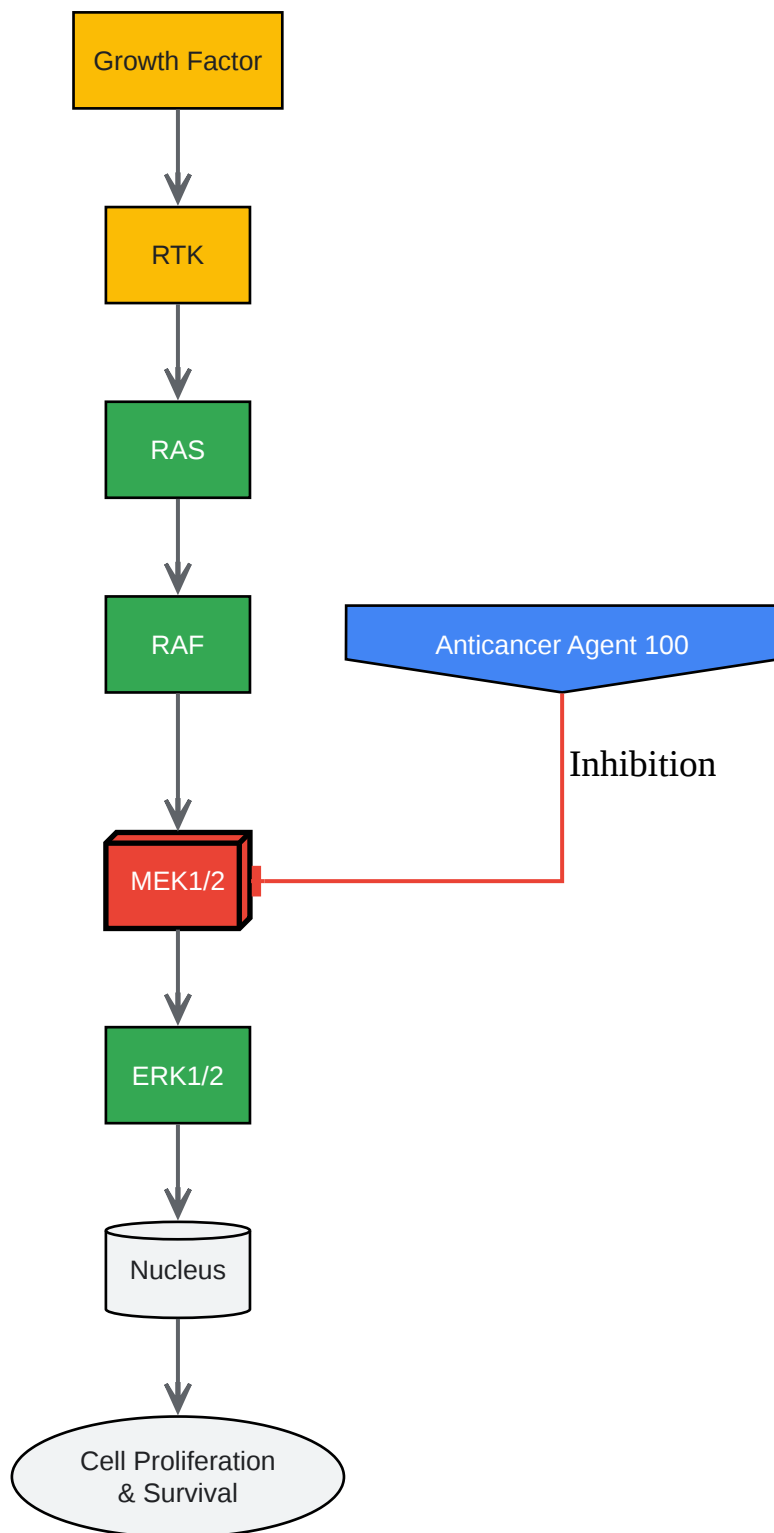 Growth Factor
RTK
RAS
RAF
Anticancer Agent 100
Inhibition
MEK1/2
ERK1/2
Nucleus
Cell Proliferation
& Survival